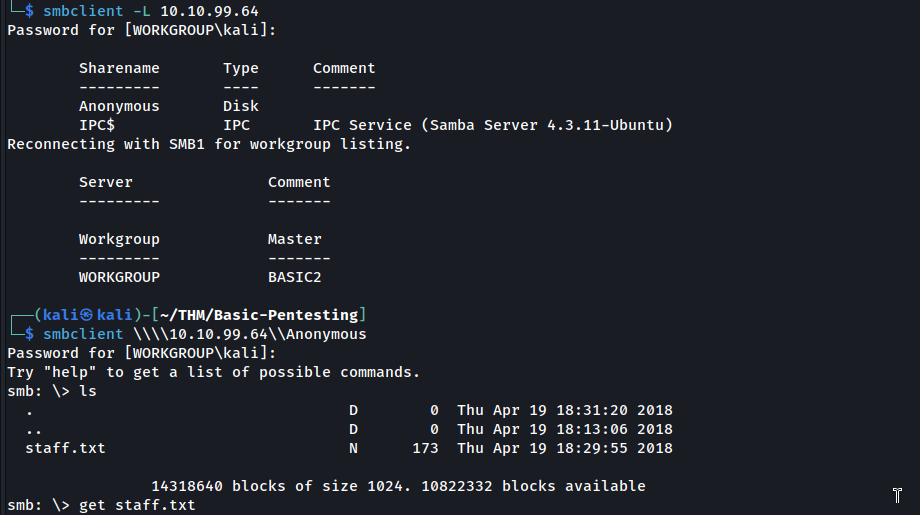 └─$ smbclient -L 10.10.99.64
Password for [WORKGROUP\kali]:
Sharename Type Comment
--------- ---- -------
Anonymous Disk
IPC$ IPC IPC Service (Samba Server 4.3.11-Ubuntu)
Reconnecting with SMB1 for workgroup listing.
Server Comment
--------- -------
Workgroup Master
--------- -------
WORKGROUP BASIC2
┌──(kali㉿kali)-[~/THM/Basic-Pentesting]
└─$ smbclient \\\\10.10.99.64\\Anonymous
Password for [WORKGROUP\kali]:
Try "help" to get a list of possible commands.
smb: \> ls
. D 0 Thu Apr 19 18:31:20 2018
.. D 0 Thu Apr 19 18:13:06 2018
staff.txt N 173 Thu Apr 19 18:29:55 2018
14318640 blocks of size 1024. 10822332 blocks available
smb: \> get staff.txt